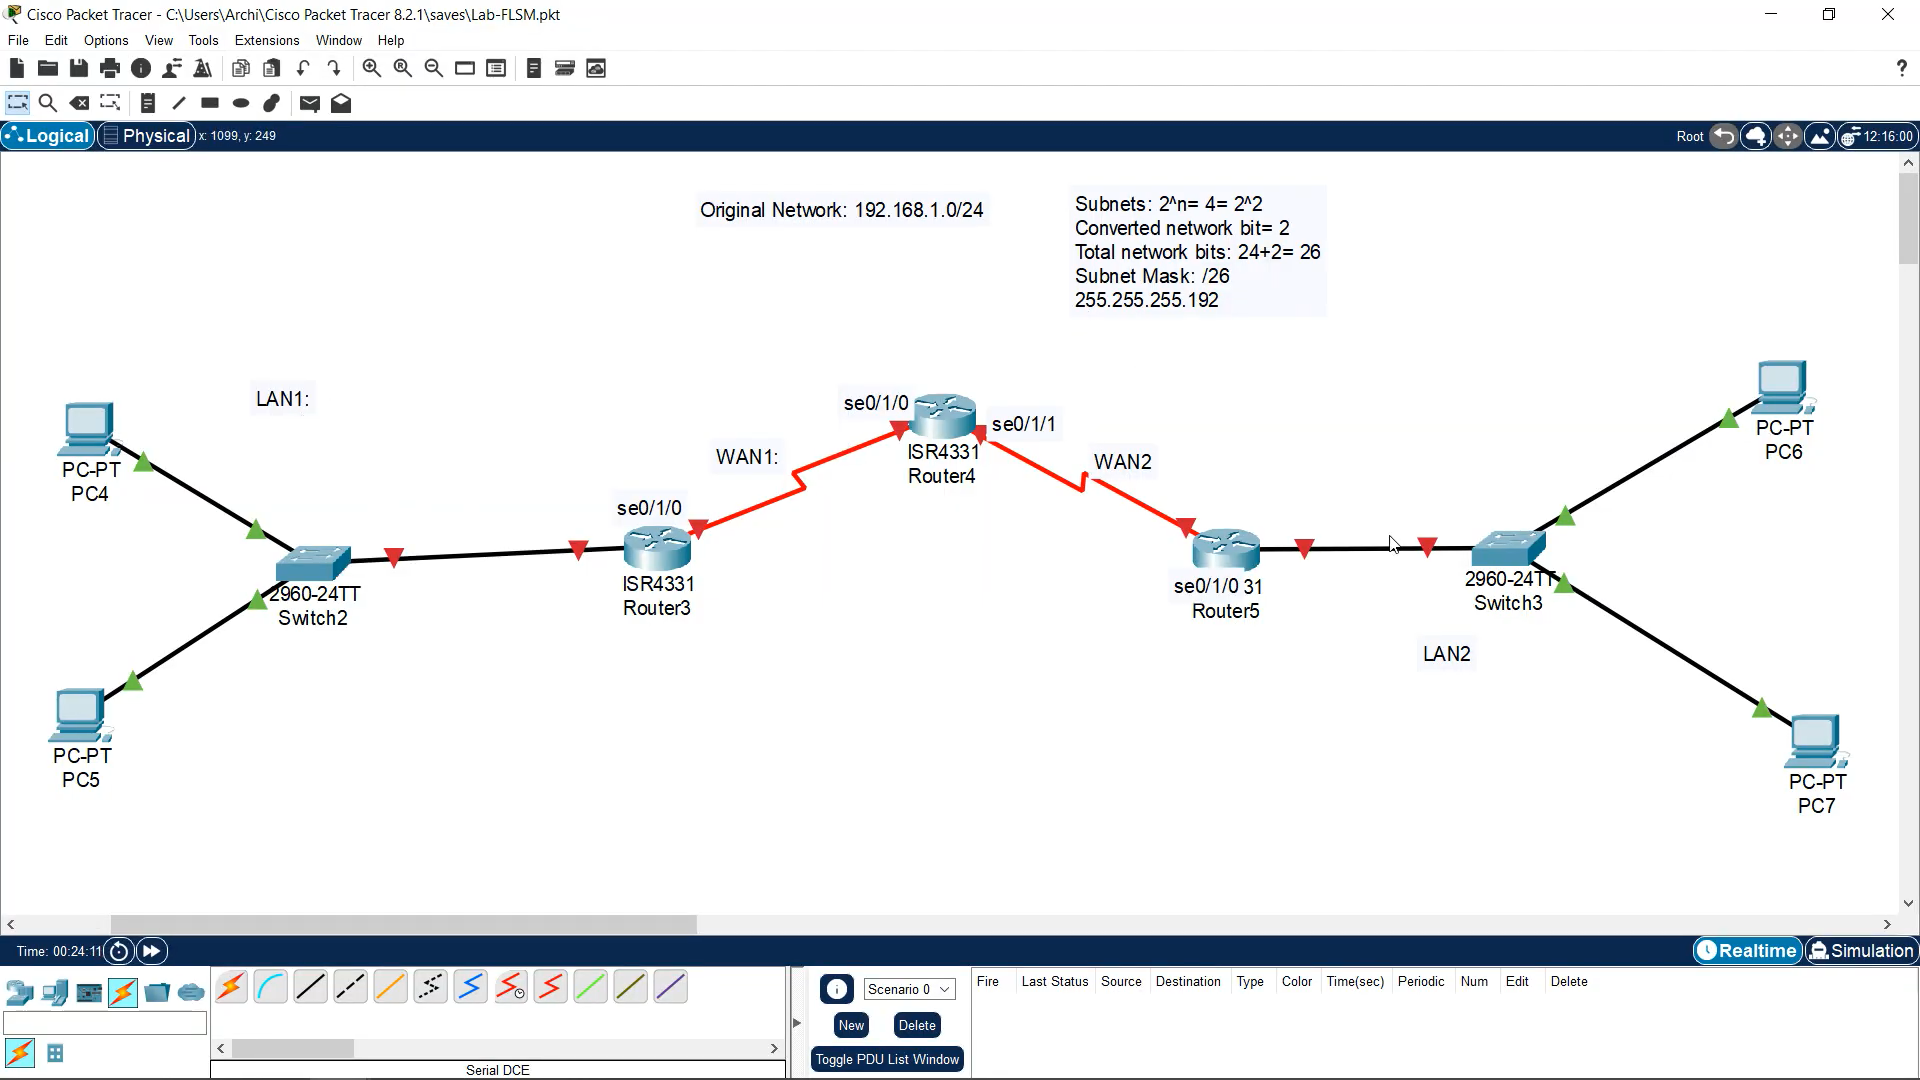 Cisco Packet Tracer - C:\Users\Archi\Cisco Packet Tracer 8.2.1\saves\Lab-FLSM.pkt
File Edit Options View Tools Extensions Window Help
?
Logical Physical x: 1099, y: 249
Root 12:16:00
Original Network: 192.168.1.0/24
Subnets: 2^n= 4= 2^2
Converted network bit= 2
Total network bits: 24+2= 26
Subnet Mask: /26
255.255.255.192
LAN1:
se0/1/0
se0/1/1
PC-PT
PC6
ISR4331
Router4
WAN1:
WAN2
PC-PT
PC4
se0/1/0
ISR4331
Router3
2960-24TT
Switch2
se0/1/0 31
Router5
2960-24TT
Switch3
LAN2
PC-PT
PC5
PC-PT
PC7
Time: 00:24:11
Realtime Simulation
Scenario 0
Fire Last Status Source Destination Type Color Time(sec) Periodic Num Edit Delete
New Delete
Toggle PDU List Window
Serial DCE